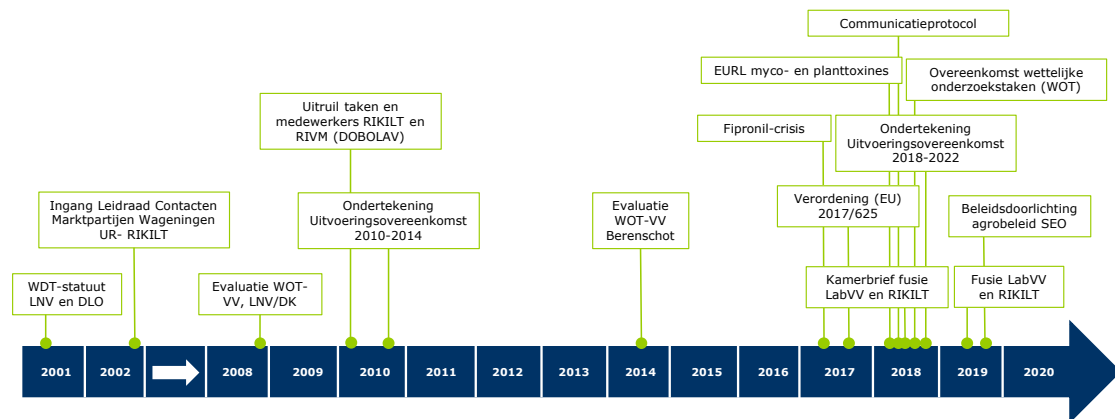 Communicatieprotocol
EURL myco- en planttoxines
Overeenkomst wettelijke
onderzoekstaken (WOT)
Uitruil taken en
medewerkers RIKILT en
RIVM (DOBOLAV)
Fipronil-crisis
Ondertekening
Uitvoeringsovereenkomst
2018-2022
Ingang Leidraad Contacten
Marktpartijen Wageningen
UR- RIKILT
Ondertekening
Uitvoeringsovereenkomst
2010-2014
Evaluatie
WOT-VV
Berenschot
Verordening (EU)
2017/625
Beleidsdoorlichting
agrobeleid SEO
WDT-statuut
LNV en DLO
Evaluatie WOT-
VV, LNV/DK
Kamerbrief fusie
LabVV en RIKILT
Fusie LabVV
en RIKILT
2001 2002 2008 2009 2010 2011 2012 2013 2014 2015 2016 2017 2018 2019 2020